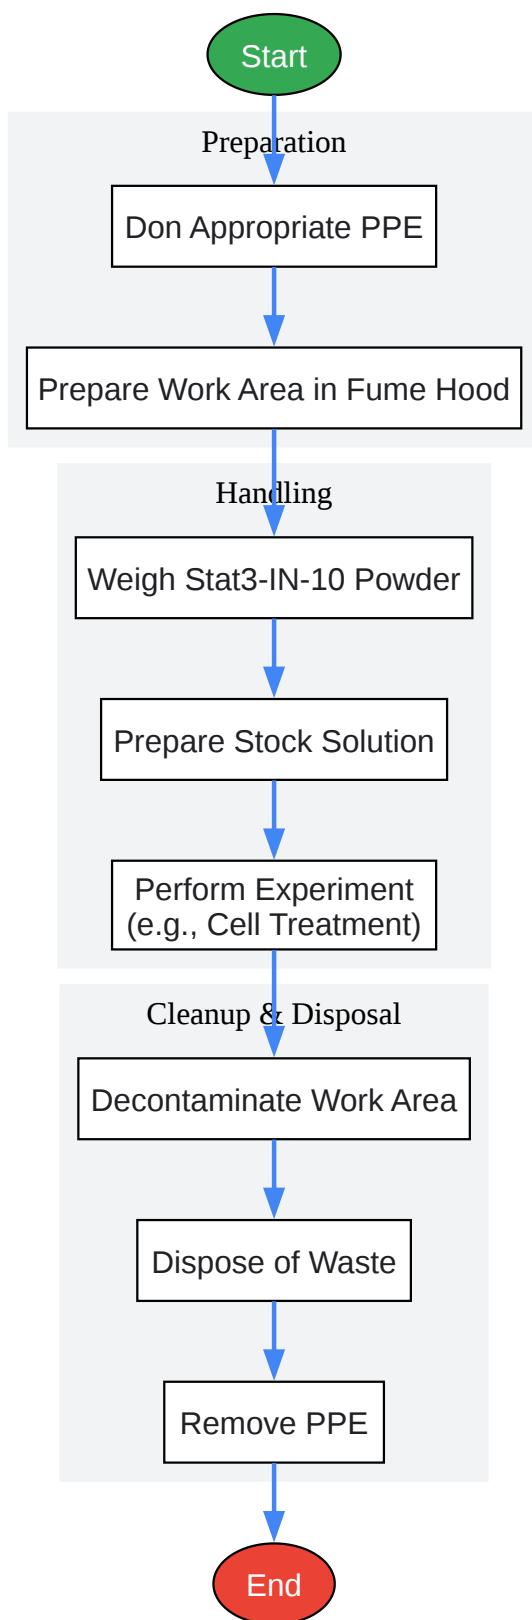 Start
Preparation
Don Appropriate PPE
Prepare Work Area in Fume Hood
Handling
Weigh Stat3-IN-10 Powder
Prepare Stock Solution
Perform Experiment
(e.g., Cell Treatment)
Cleanup & Disposal
Decontaminate Work Area
Dispose of Waste
Remove PPE
End